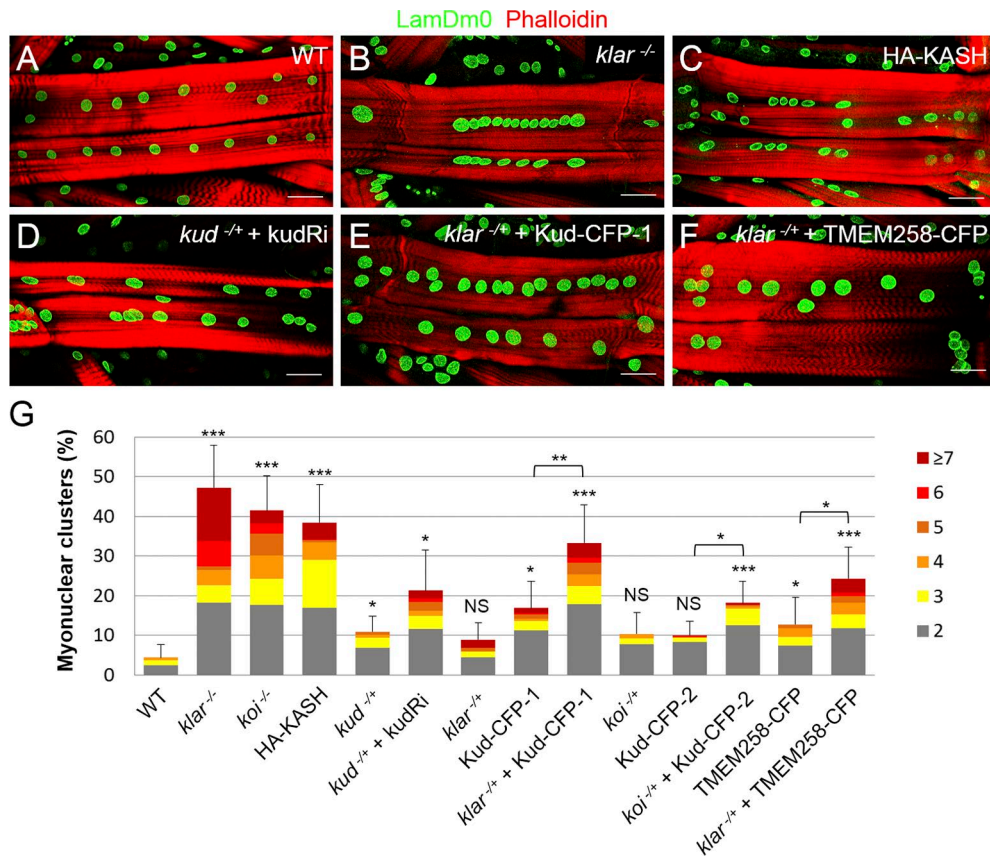 LamDm0 Phalloidin
A WT
B klar -/-
C HA-KASH
D kud -/+ + kudRi
E klar -/+ + Kud-CFP-1
F klar -/+ + TMEM258-CFP
G
Myonuclear clusters (%)
60
50
40
30
20
10
0
***
***
***
*
*
NS
*
**
***
NS
NS
*
***
*
*
***
≥7
6
5
4
3
2
WT
klar -/-
koi -/-
HA-KASH
kud -/+
kud -/+ + kudRi
klar -/+
Kud-CFP-1
klar -/+ + Kud-CFP-1
koi -/+
Kud-CFP-2
koi -/+ + Kud-CFP-2
TMEM258-CFP
klar -/+ + TMEM258-CFP